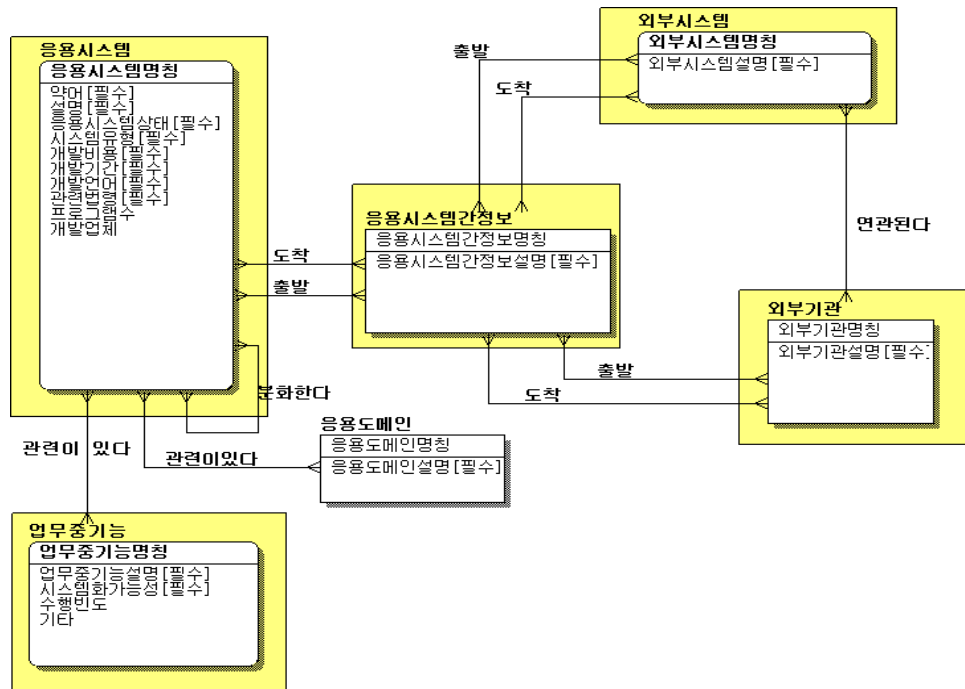 응용시스템
응용시스템명칭
약어[필수]
설명[필수]
응용시스템상태[필수]
시스템유형[필수]
개발비용[필수]
개발기간[필수]
개발언어[필수]
관련법령[필수]
프로그램수
개발업체
외부시스템
외부시스템명칭
외부시스템설명[필수]
출발
도착
응용시스템간정보
응용시스템간정보명칭
응용시스템간정보설명[필수]
도착
출발
연관된다
외부기관
외부기관명칭
외부기관설명[필수]
출발
도착
분화한다
응용도메인
응용도메인명칭
응용도메인설명[필수]
관련이 있다
관련이있다
업무중기능
업무중기능명칭
업무중기능설명[필수]
시스템화가능성[필수]
수행빈도
기타